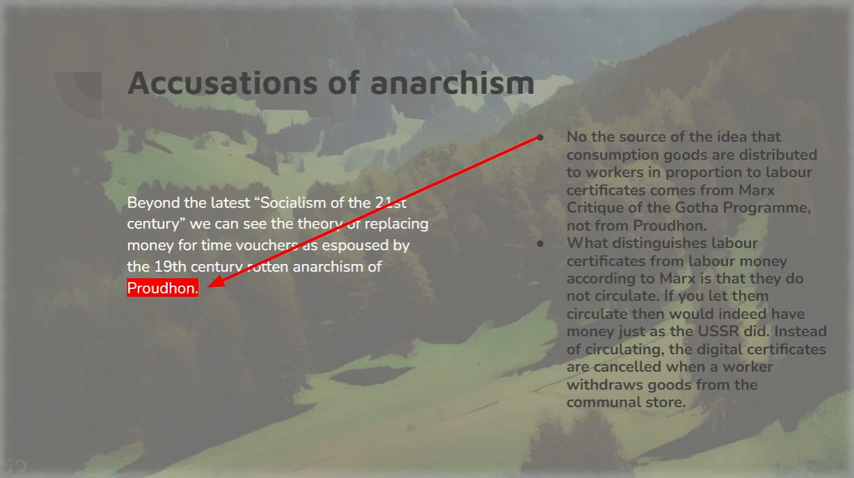 Accusations of anarchism
Beyond the latest “Socialism of the 21st
century” we can see the theory of replacing
money for time vouchers as espoused by
the 19th century rotten anarchism of
Proudhon.
● No the source of the idea that
consumption goods are distributed
to workers in proportion to labour
certificates comes from Marx
Critique of the Gotha Programme,
not from Proudhon.
● What distinguishes labour
certificates from labour money
according to Marx is that they do
not circulate. If you let them
circulate then would indeed have
money just as the USSR did. Instead
of circulating, the digital certificates
are cancelled when a worker
withdraws goods from the
communal store.